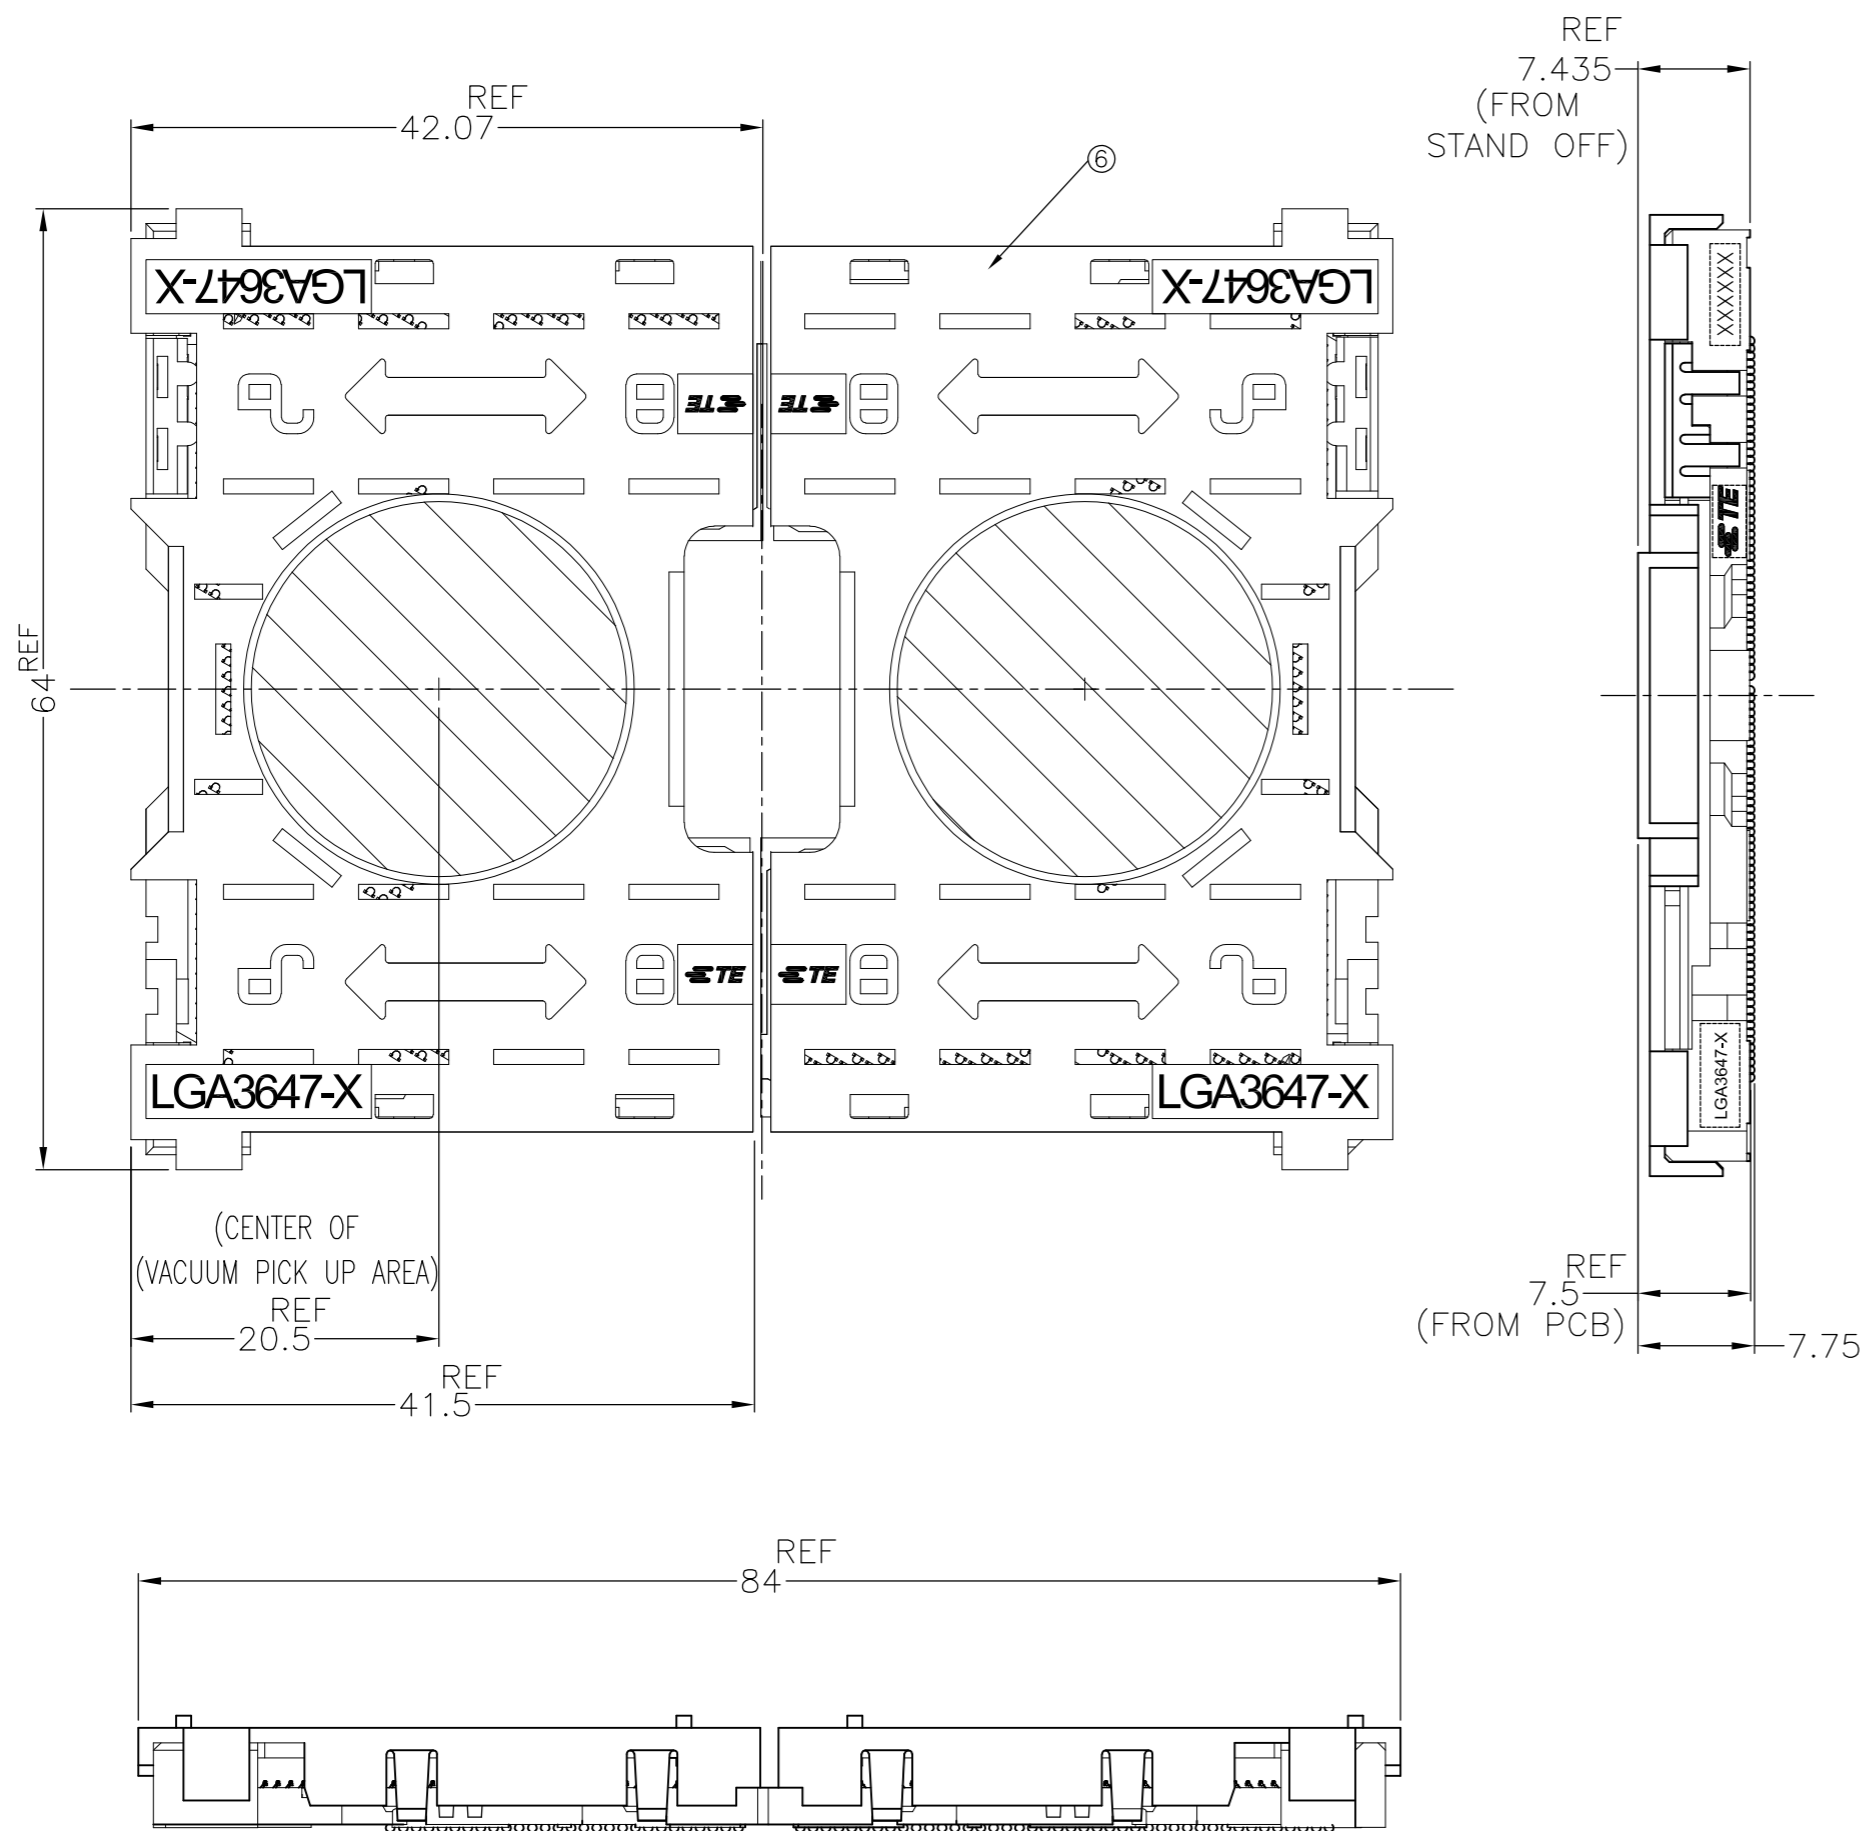 REF
7.435
(FROM
STAND OFF)
REF
42.07
⑥
LGA3647-X
LGA3647-X
XXXXXX
TE
TE
TE
REF
64
TE
TE
LGA3647-X
LGA3647-X
LGA3647-X
(CENTER OF
(VACUUM PICK UP AREA)
REF
20.5
REF
41.5
REF
7.5
(FROM PCB)
7.75
REF
84